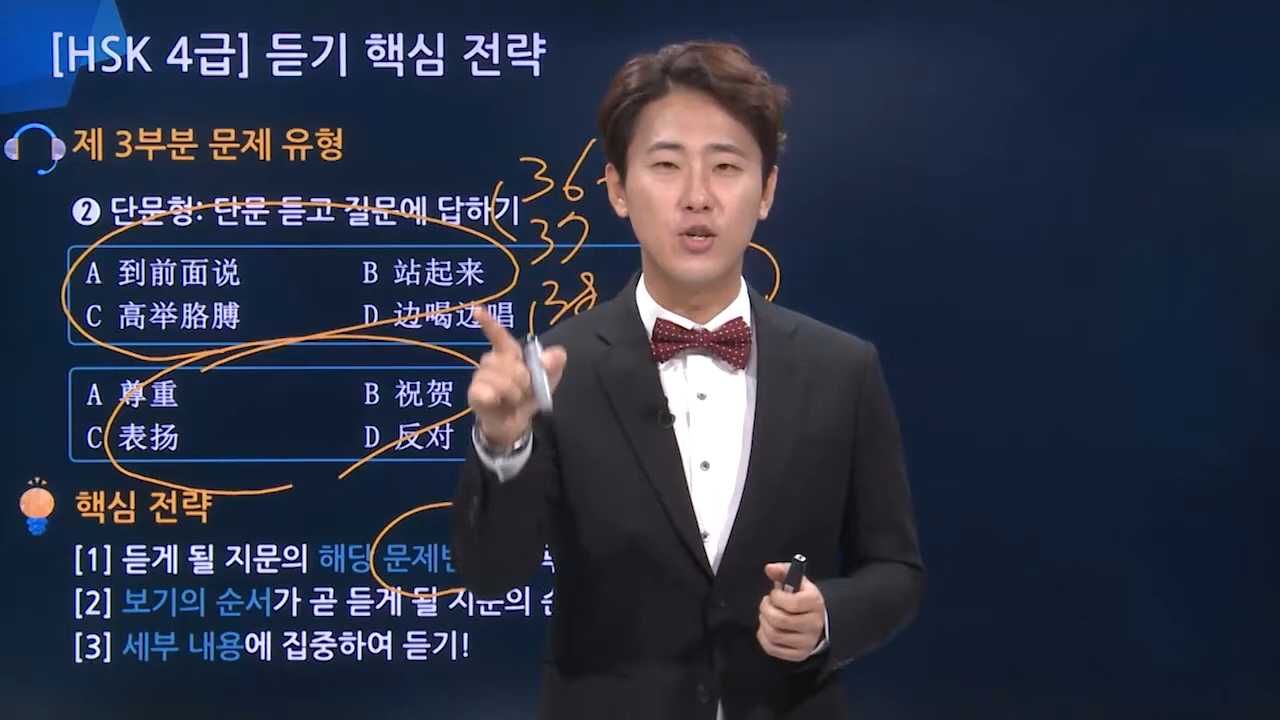 [HSK 4급] 듣기 핵심 전략
제 3부분 문제 유형
❷ 단문형: 단문 듣고 질문에 답하기
36
37
38
A 到前面说 B 站起来
C 高举胳膊 D 边喝边唱
A 尊重 B 祝贺
C 表扬 D 反对
핵심 전략
[1] 듣게 될 지문의 해당
[2] 보기의 순서가 곧 듣게 될 지문의
[3] 세부 내용에 집중하여 듣기!